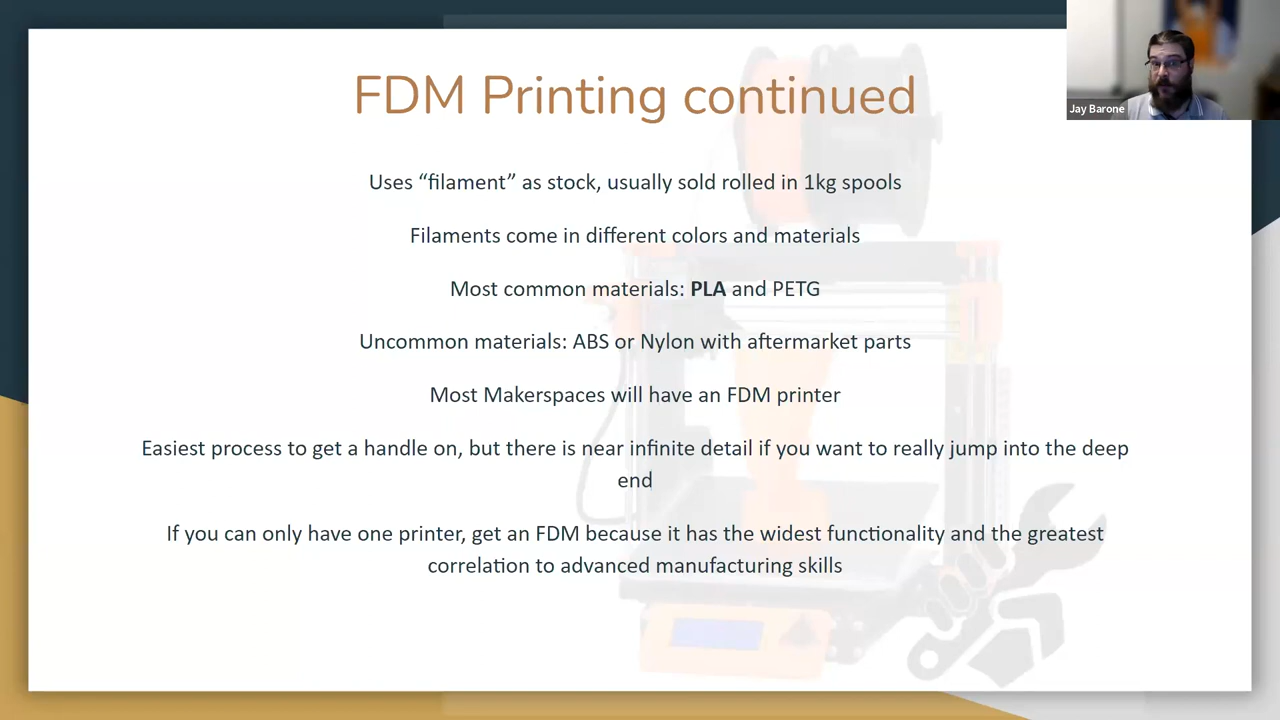 FDM Printing continued
Jay Barone
Uses “filament” as stock, usually sold rolled in 1kg spools
Filaments come in different colors and materials
Most common materials: PLA and PETG
Uncommon materials: ABS or Nylon with aftermarket parts
Most Makerspaces will have an FDM printer
Easiest process to get a handle on, but there is near infinite detail if you want to really jump into the deep
end
If you can only have one printer, get an FDM because it has the widest functionality and the greatest
correlation to advanced manufacturing skills